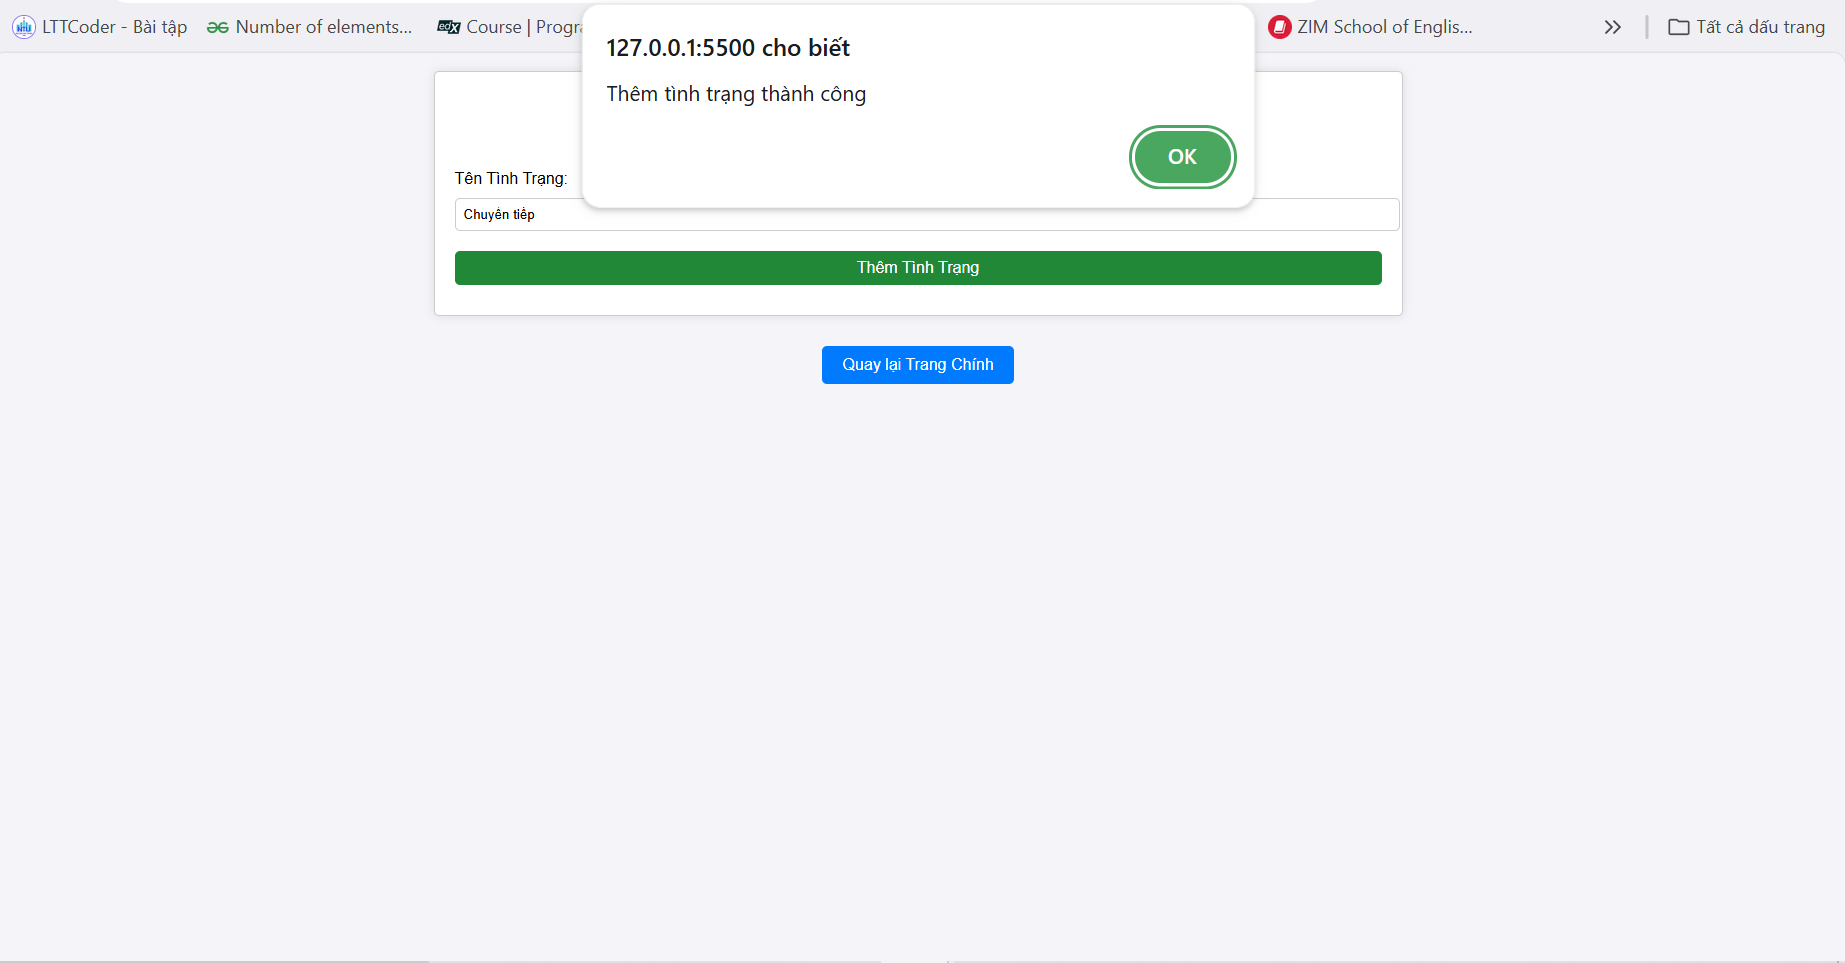 LTTCoder - Bài tập
Number of elements...
Course | Progra
ZIM School of Englis...
Tất cả dấu trang
127.0.0.1:5500 cho biết
Thêm tình trạng thành công
OK
Tên Tình Trạng:
Chuyển tiếp
Thêm Tình Trạng
Quay lại Trang Chính